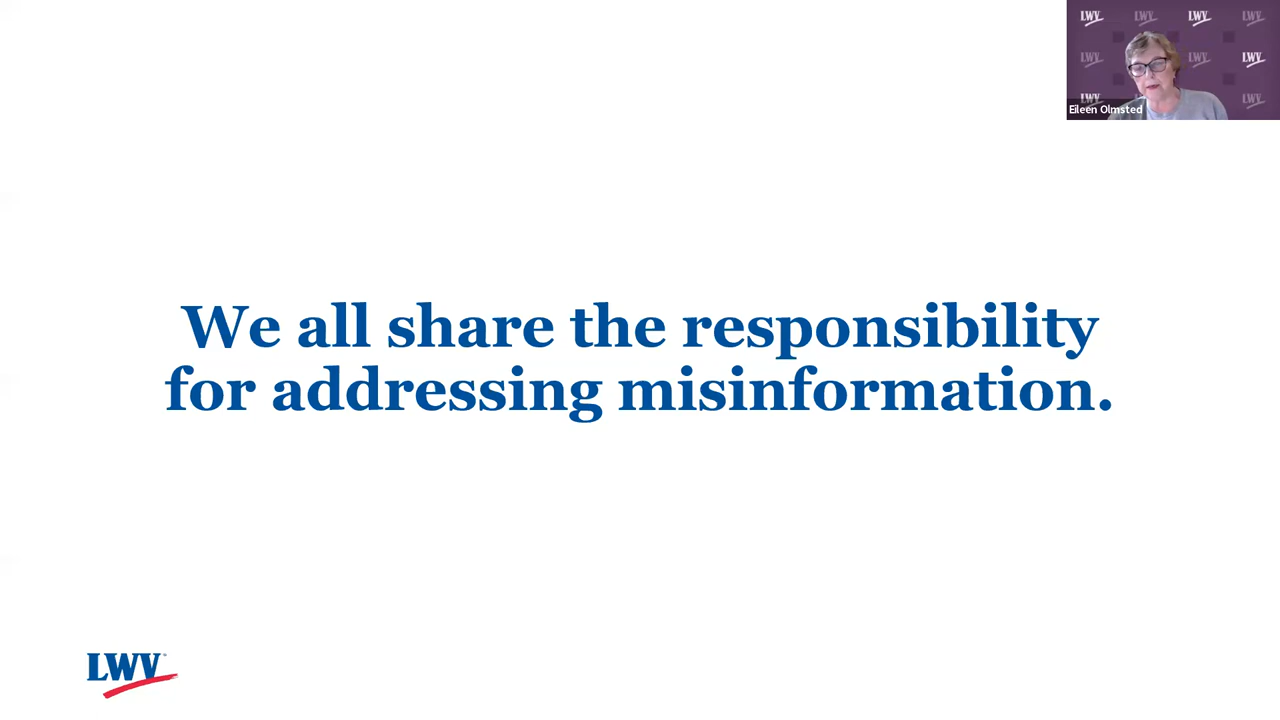 LWV LWV LWV LWV
LWV LWV LWV
LWV LWV
Eileen Olmsted
We all share the responsibility
for addressing misinformation.
LWV